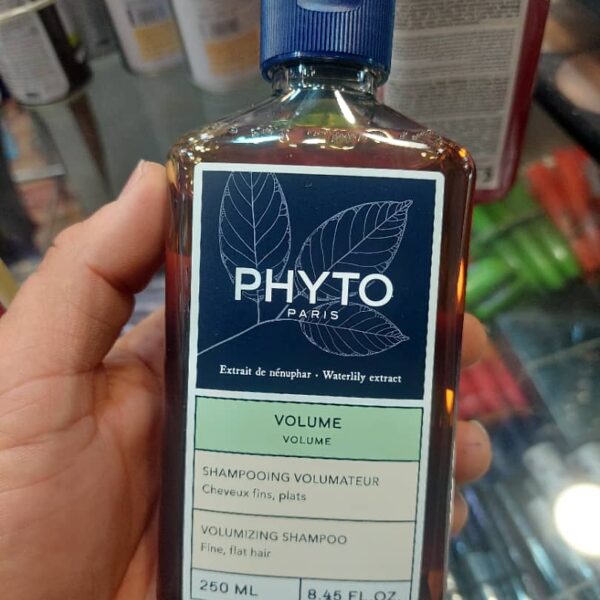 PHYTO
PARIS
Extrait de nénuphar · Waterlily extract
VOLUME
VOLUME
SHAMPOOING VOLUMATEUR
Cheveux fins, plats
VOLUMIZING SHAMPOO
Fine, flat hair
250 ML
8.45 FL.OZ